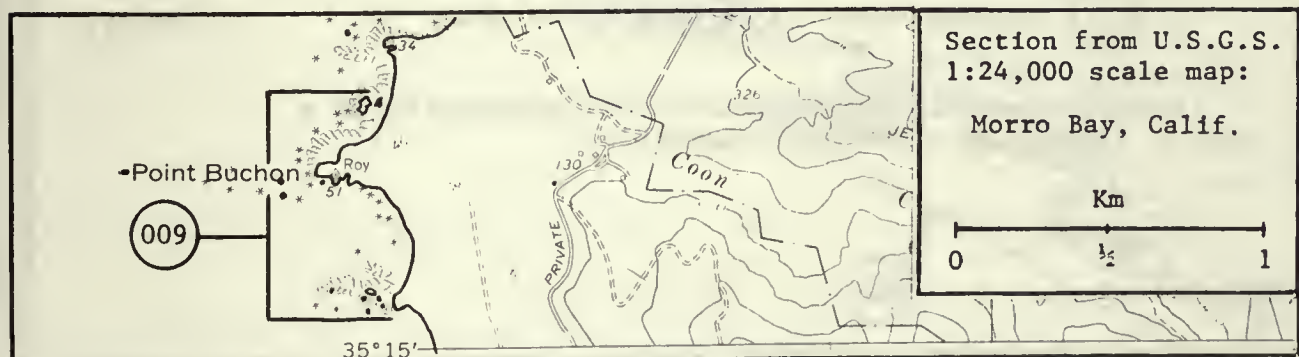 Section from U.S.G.S.
1:24,000 scale map:
Morro Bay, Calif.
Km
0 ½ 1
34
326
Point Buchon
Roy
51
130
Coon
C
009
PRIVATE
35°15'